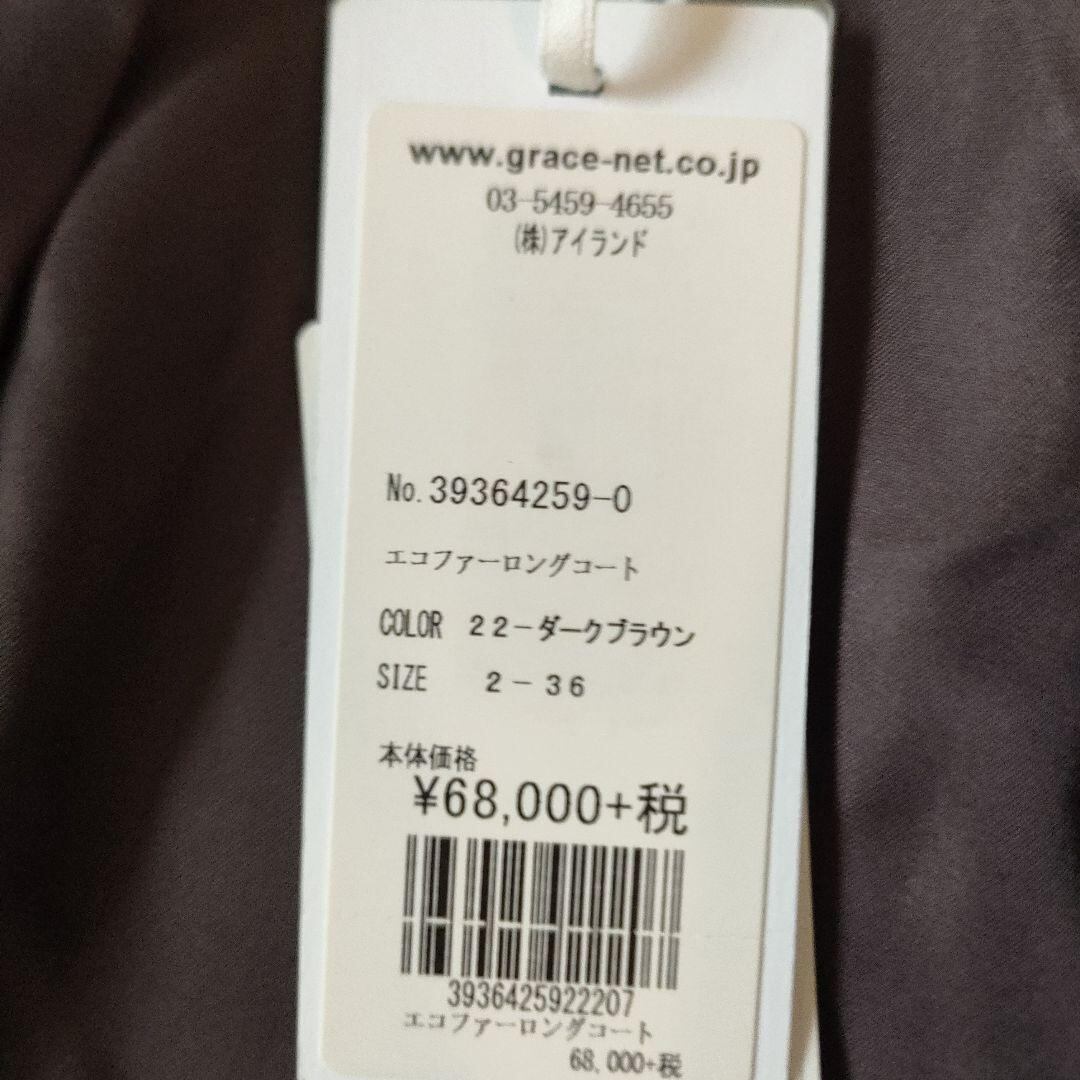 www.grace-net.co.jp
03-5459-4655
(株)アイランド
No.39364259-0
エコファーロングコート
COLOR 22-ダークブラウン
SIZE 2-36
本体価格
¥68,000+税
3936425922207
エコファーロングコート
68,000+税